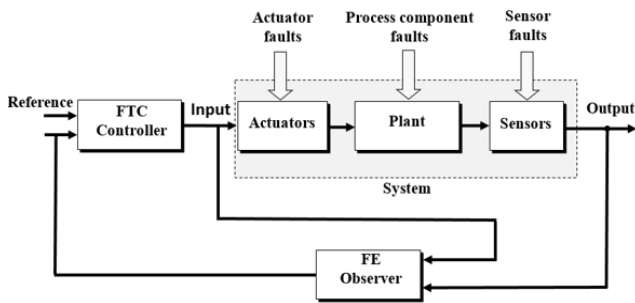 Actuator
faults
Process component
faults
Sensor
faults
Reference
FTC
Controller
Input
Actuators
Plant
Sensors
Output
System
FE
Observer